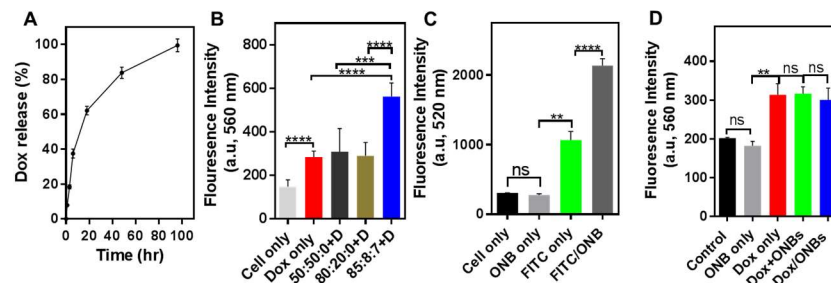 A
Dox release (%)
100
80
60
40
20
0
0 20 40 60 80 100
Time (hr)
B
Flouresence Intensity
(a.u, 560 nm)
800
600
400
200
0
****
***
****
****
Cell only
Dox only
50:50:0+D
80:20:0+D
85:8:7+D
C
Fluoresence Intensity
(a.u, 520 nm)
2000
1000
0
****
**
ns
Cell only
ONB only
FITC only
FITC/ONB
D
Fluoresence Intensity
(a.u, 560 nm)
500
400
300
200
100
0
ns
**
ns
ns
Control
ONB only
Dox only
Dox+ONBs
Dox/ONBs